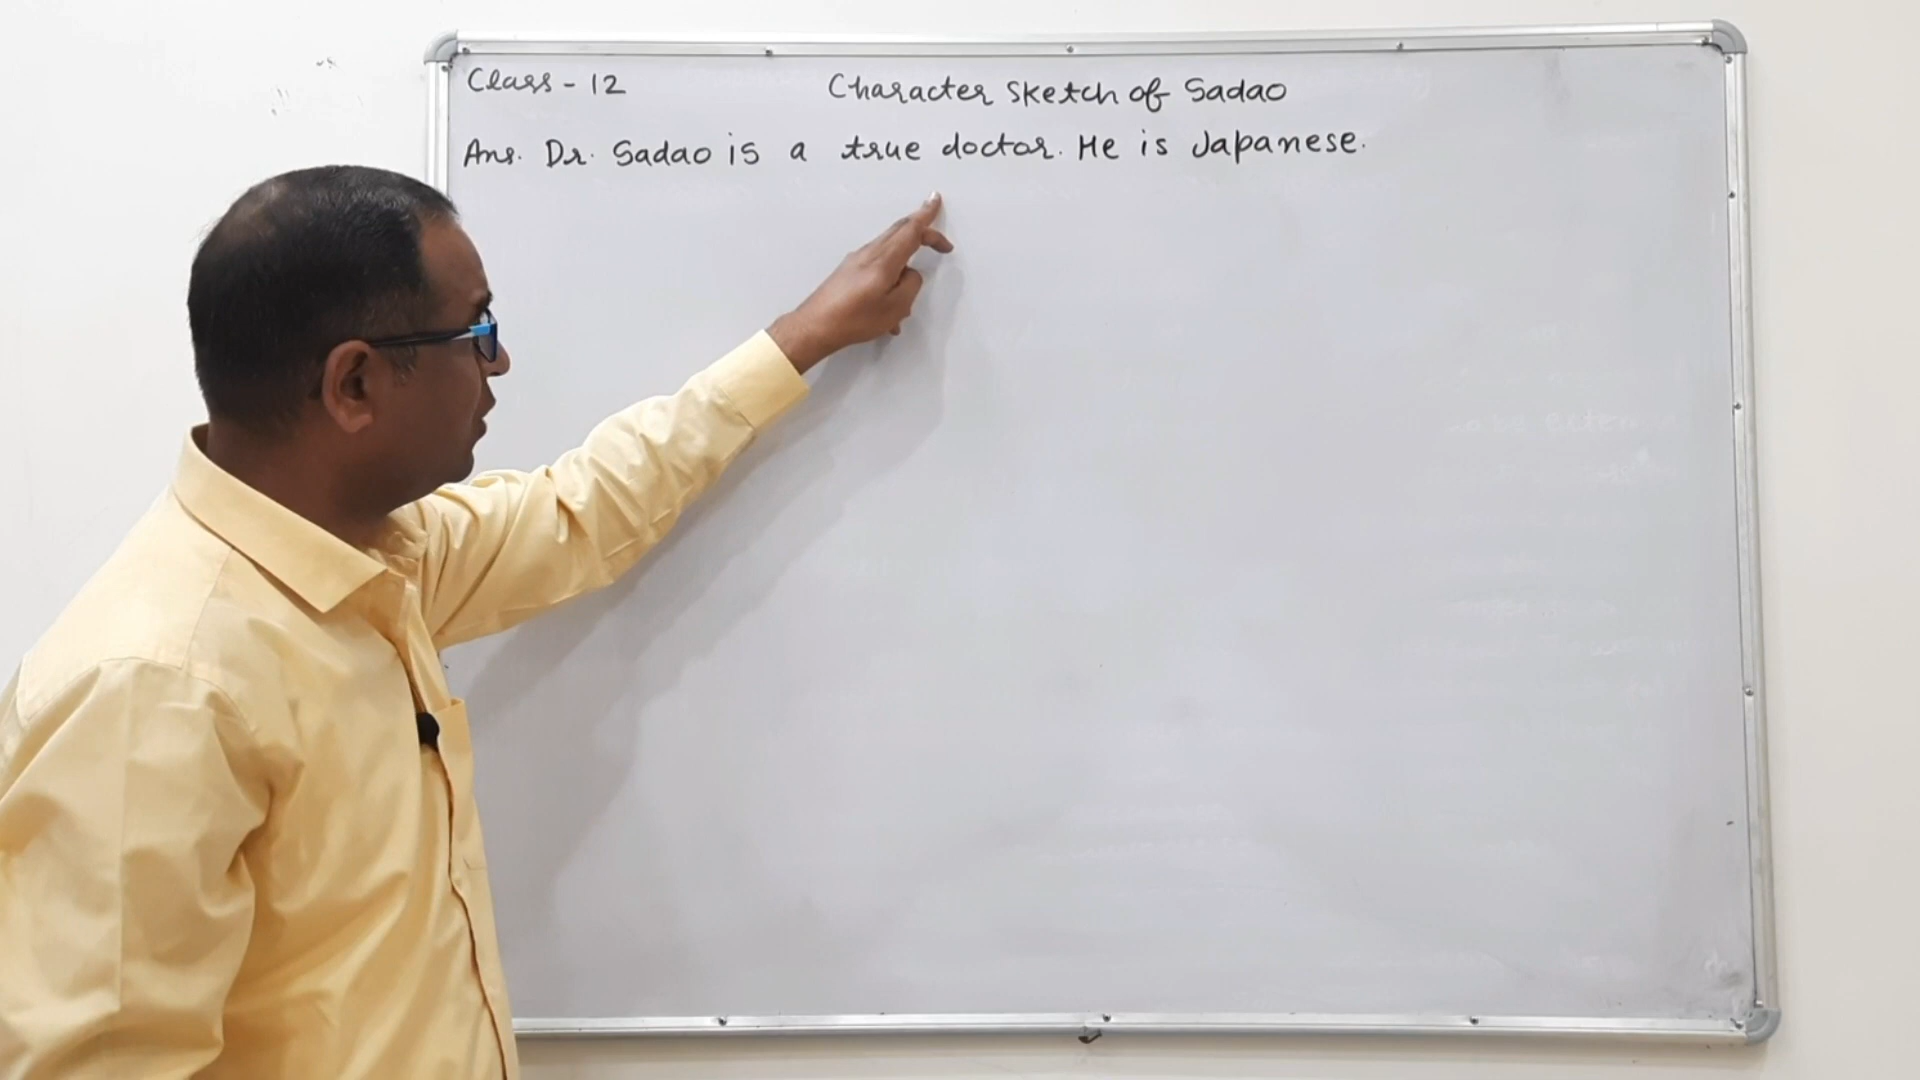 Class - 12 Character Sketch of Sadao
Ans. Dr. Sadao is a true doctor. He is Japanese.